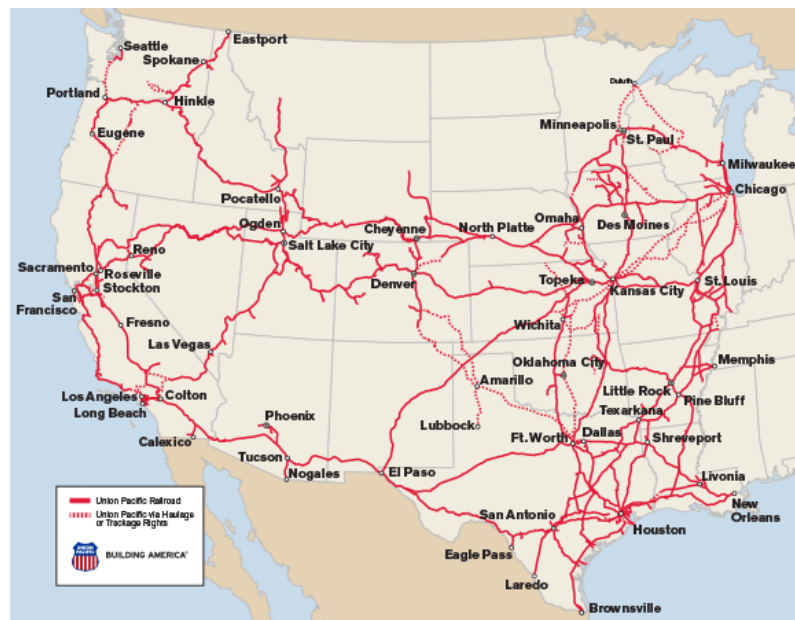 Seattle
Eastport
Spokane
Portland
Hinkle
Eugene
Duluth
Minneapolis
St. Paul
Milwaukee
Chicago
Pocatello
Ogden
Cheyenne
North Platte
Omaha
Des Moines
Salt Lake City
Reno
Sacramento
Roseville
Stockton
San
Francisco
Denver
Topeka
Kansas City
St. Louis
Fresno
Las Vegas
Wichita
Oklahoma City
Memphis
Los Angeles
Long Beach
Colton
Amarillo
Little Rock
Pine Bluff
Texarkana
Calexico
Phoenix
Lubbock
Ft. Worth
Dallas
Shreveport
Tucson
Nogales
El Paso
Livonia
New
Orleans
San Antonio
Houston
Eagle Pass
Laredo
Brownsville
Union Pacific Railroad
Union Pacific via Haulage
or Trackage Rights
UNION
PACIFIC
BUILDING AMERICA®